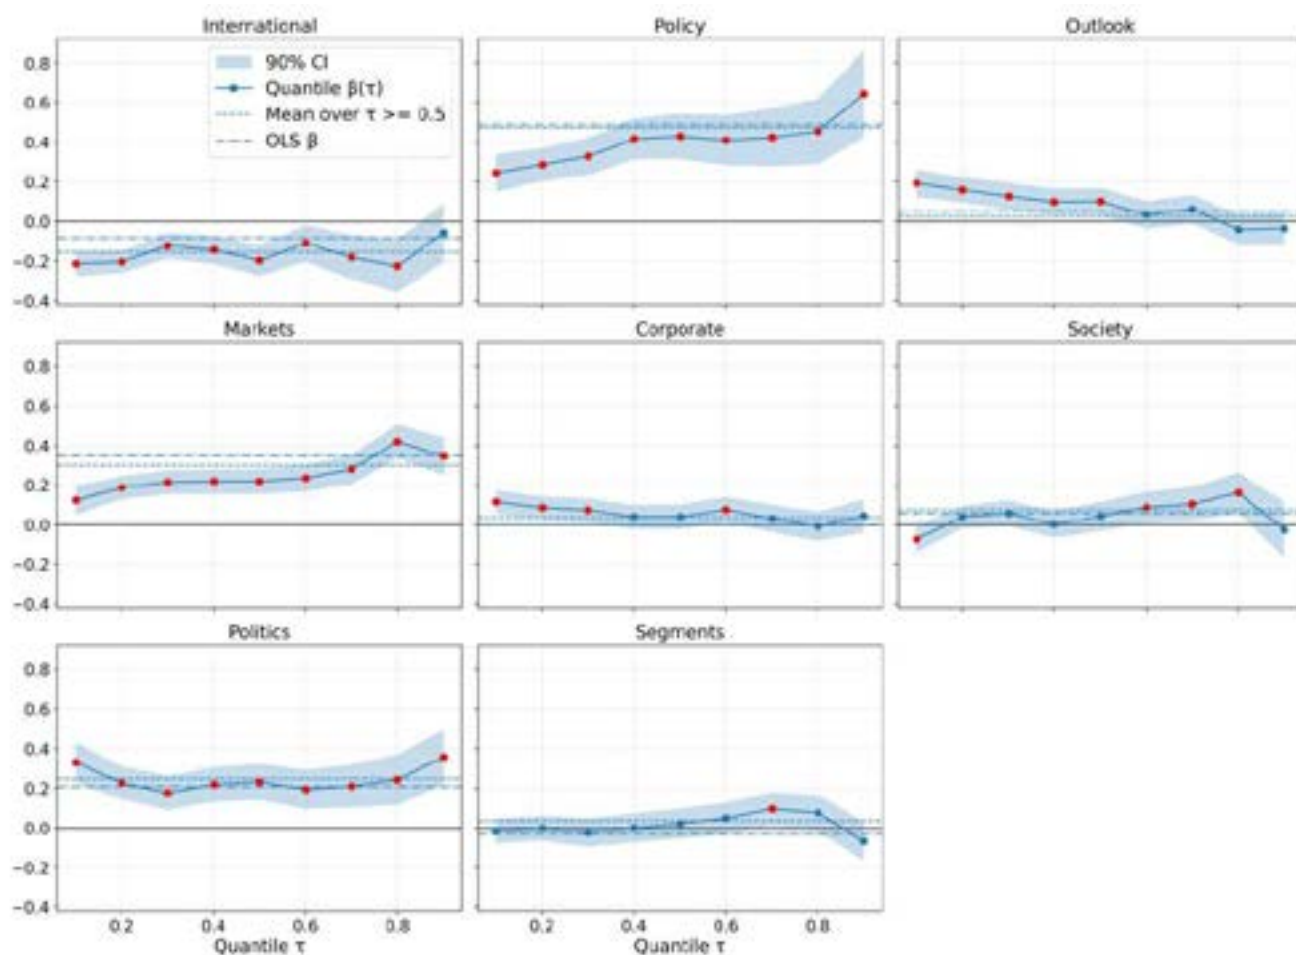 International
Policy
Outlook
90% CI
Quantile β(τ)
Mean over τ >= 0.5
OLS β
0.8
0.6
0.4
0.2
0.0
−0.2
−0.4
Markets
Corporate
Society
0.8
0.6
0.4
0.2
0.0
−0.2
−0.4
Politics
Segments
0.8
0.6
0.4
0.2
0.0
−0.2
−0.4
0.2 0.4 0.6 0.8
0.2 0.4 0.6 0.8
Quantile τ
Quantile τ